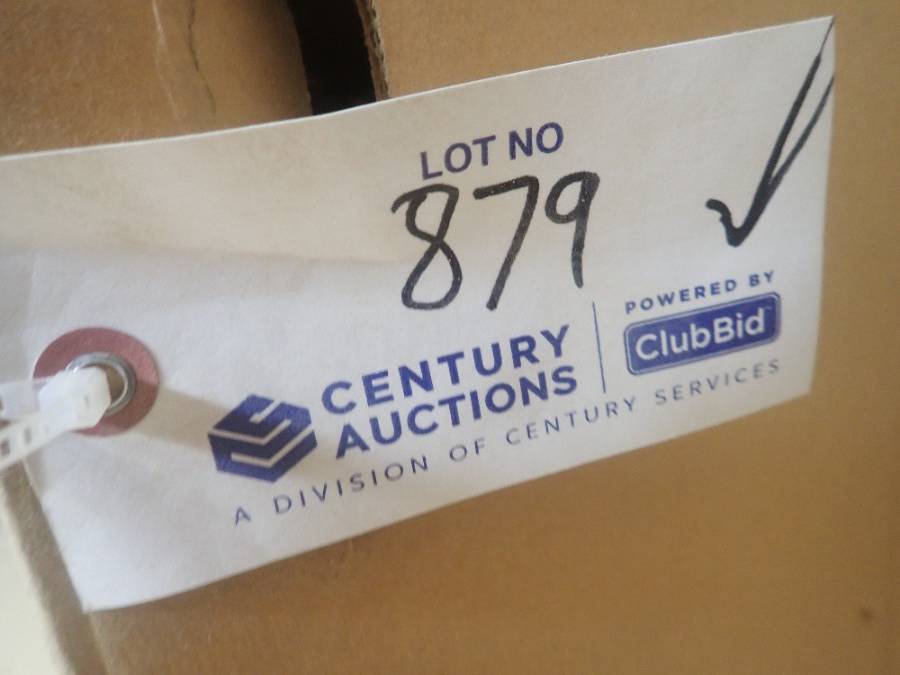 LOT NO
879
CENTURY
AUCTIONS
POWERED BY
ClubBid
A DIVISION OF CENTURY SERVICES